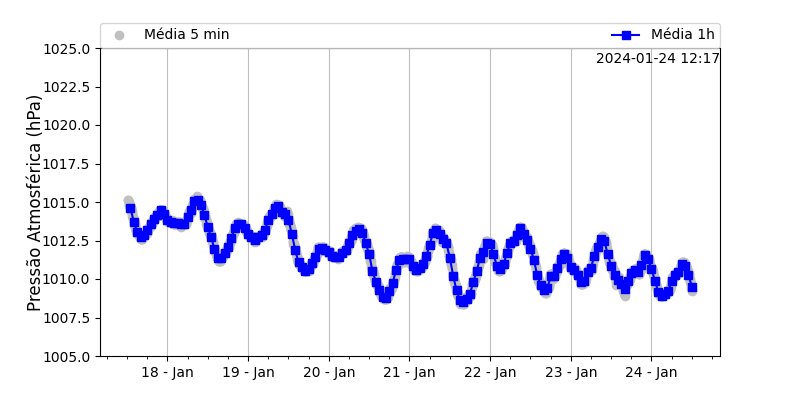 Média 5 min
Média 1h
2024-01-24 12:17
Pressão Atmosférica (hPa)
1025.0
1022.5
1020.0
1017.5
1015.0
1012.5
1010.0
1007.5
1005.0
18 - Jan
19 - Jan
20 - Jan
21 - Jan
22 - Jan
23 - Jan
24 - Jan